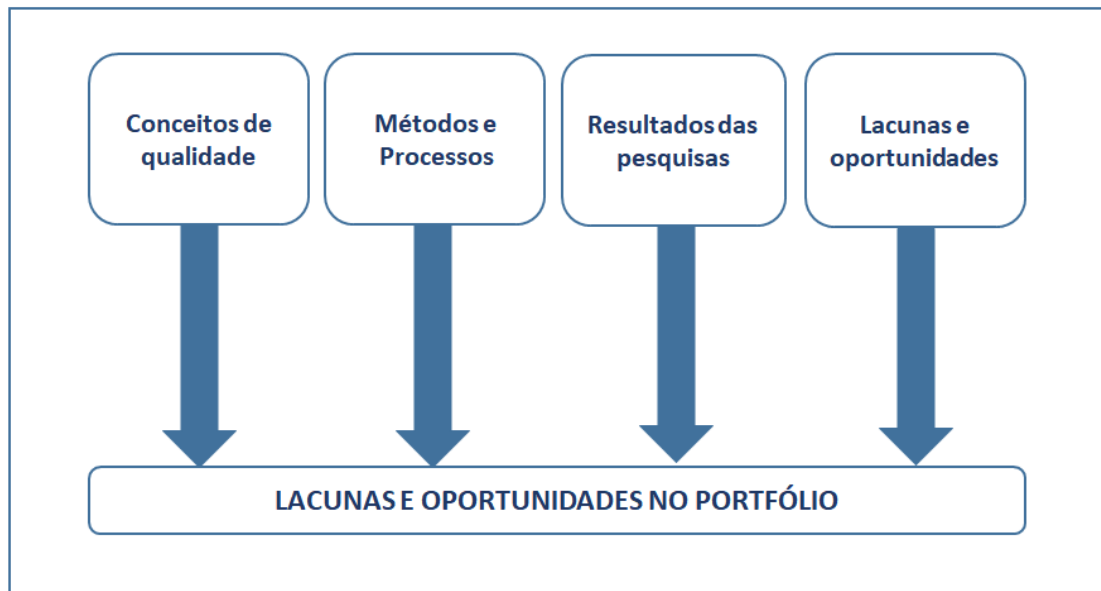 Conceitos de
qualidade
Métodos e
Processos
Resultados das
pesquisas
Lacunas e
oportunidades
LACUNAS E OPORTUNIDADES NO PORTFÓLIO